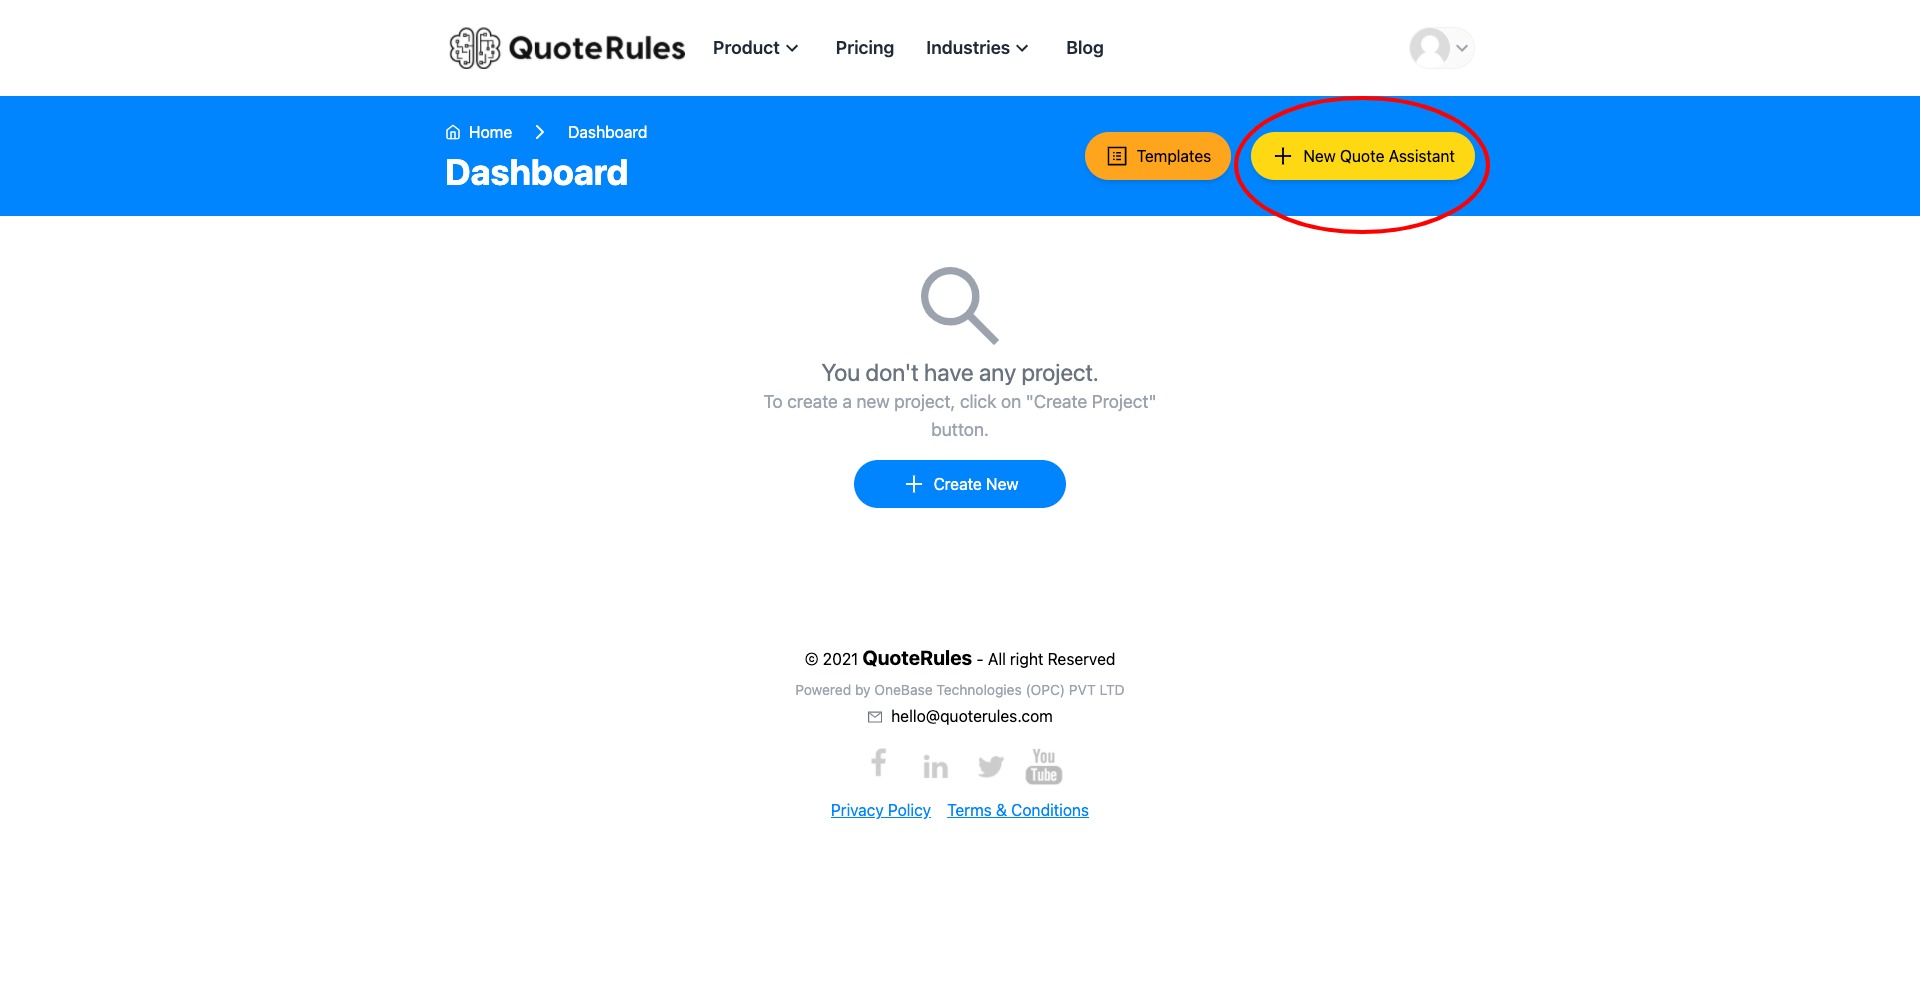 QuoteRules Product Pricing Industries Blog
Home Dashboard
Dashboard
Templates
New Quote Assistant
You don't have any project.
To create a new project, click on "Create Project"
button.
Create New
© 2021 QuoteRules - All right Reserved
Powered by OneBase Technologies (OPC) PVT LTD
hello@quoterules.com
f in You Tube
Privacy Policy Terms & Conditions